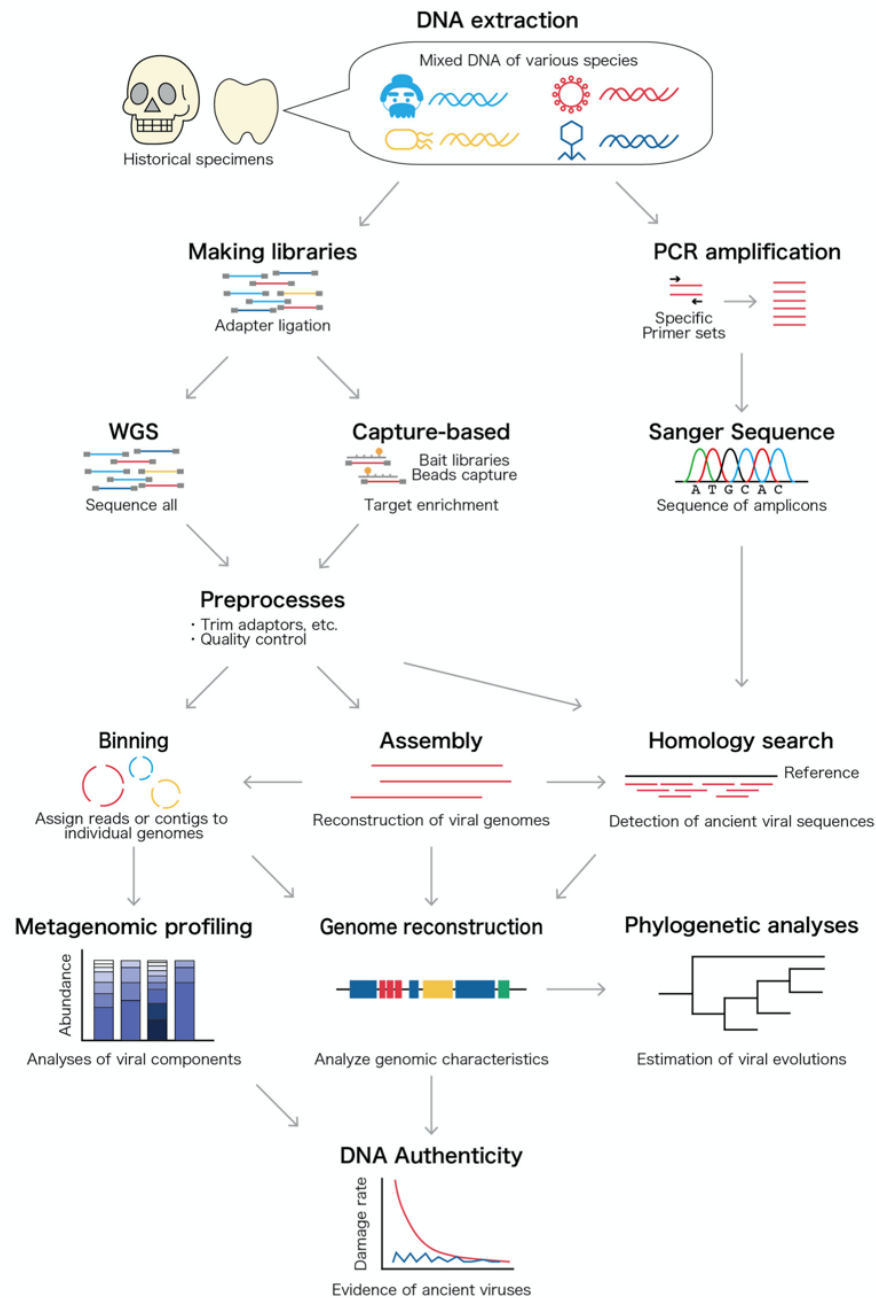 DNA extraction
Mixed DNA of various species
Historical specimens
Making libraries
Adapter ligation
PCR amplification
Specific
Primer sets
WGS
Sequence all
Capture-based
Bait libraries
Beads capture
Target enrichment
Sanger Sequence
A T G C A C
Sequence of amplicons
Preprocesses
・Trim adaptors, etc.
・Quality control
Binning
Assign reads or contigs to
individual genomes
Assembly
Reconstruction of viral genomes
Homology search
Reference
Detection of ancient viral sequences
Metagenomic profiling
Abundance
Analyses of viral components
Genome reconstruction
Analyze genomic characteristics
Phylogenetic analyses
Estimation of viral evolutions
DNA Authenticity
Damage rate
Evidence of ancient viruses